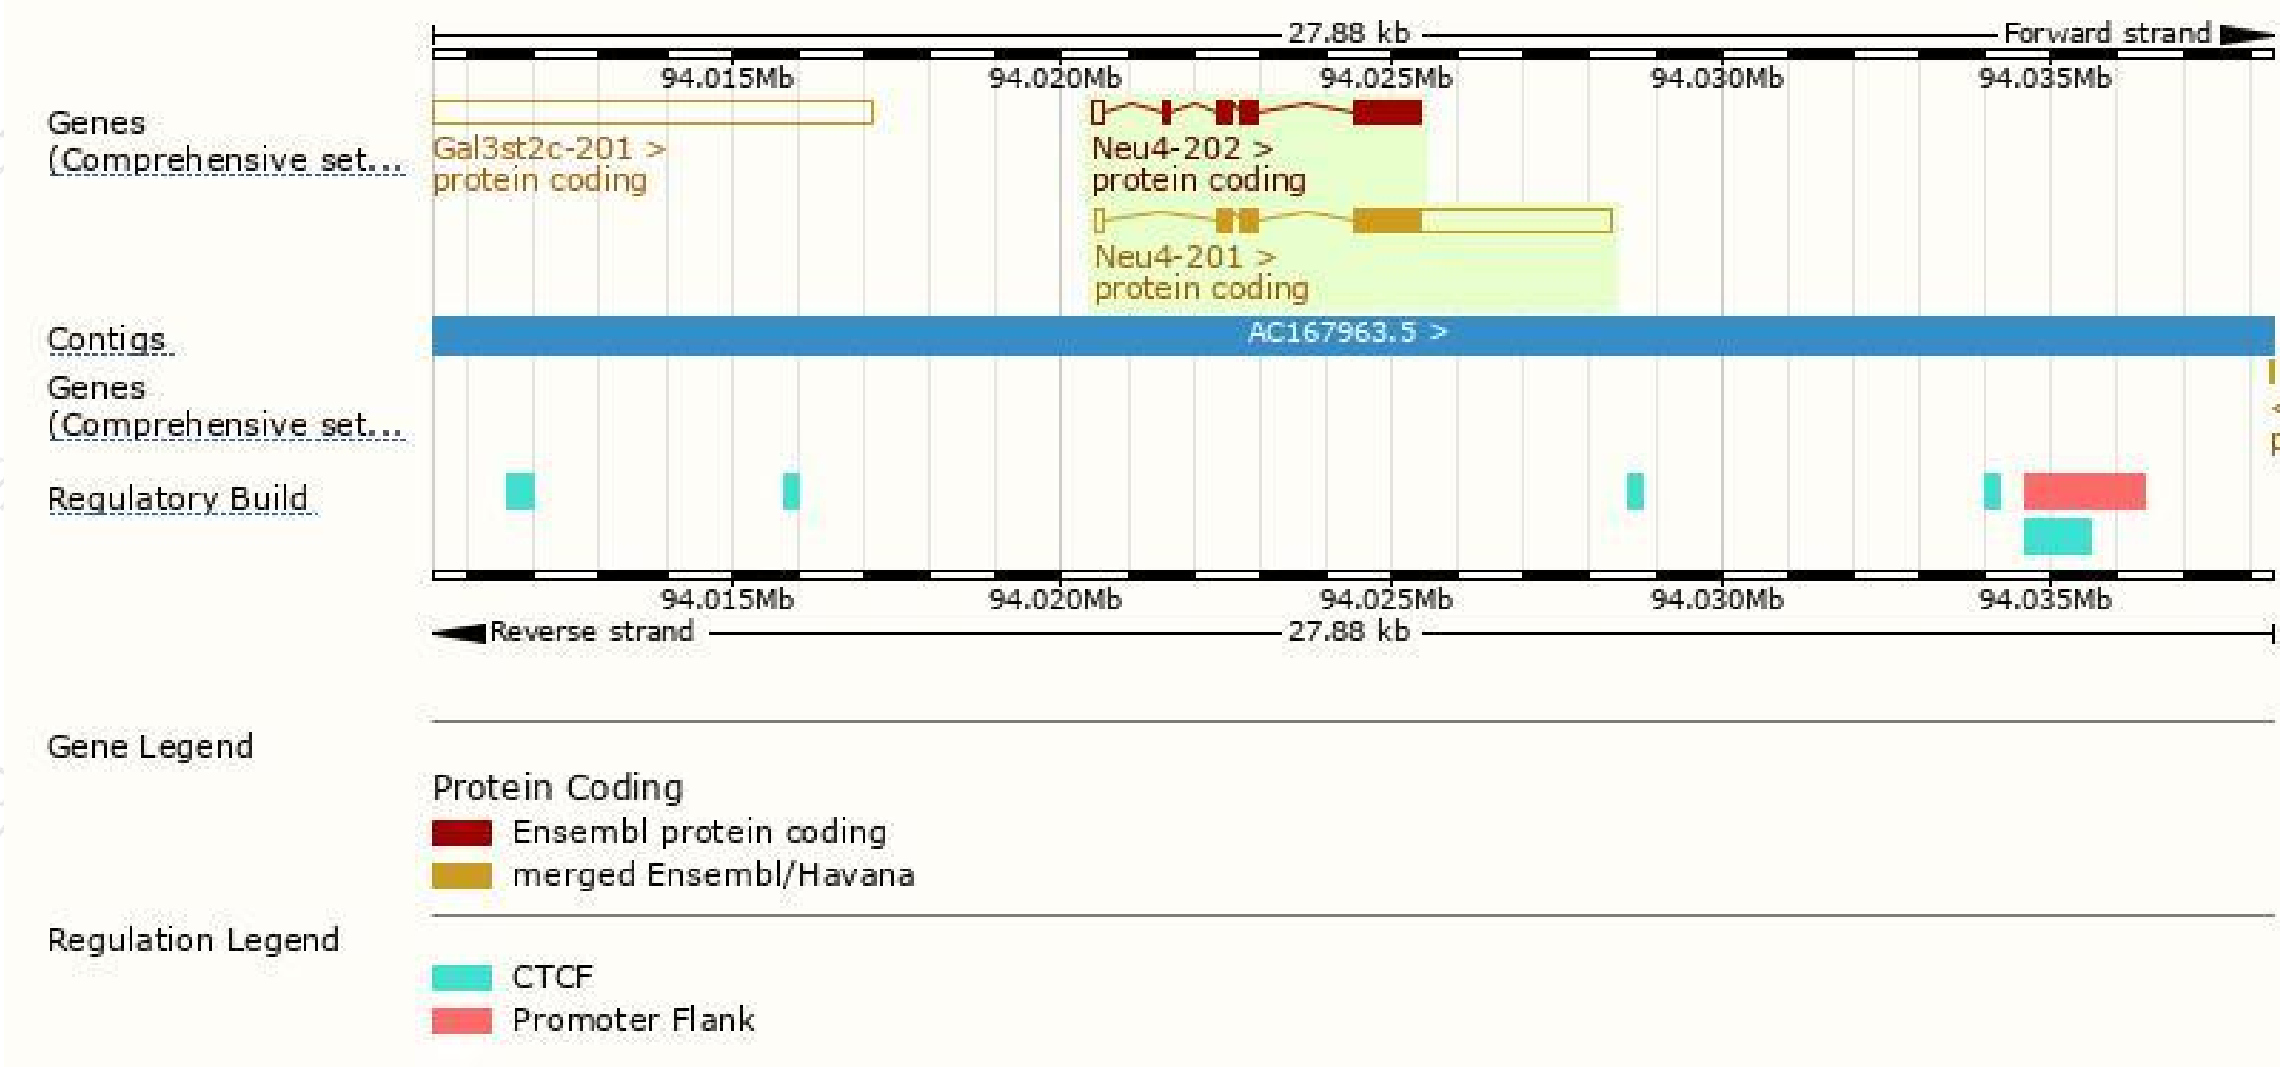 27.88 kb Forward strand
94.015Mb 94.020Mb 94.025Mb 94.030Mb 94.035Mb
Genes
(Comprehensive set...
Gal3st2c-201 >
protein coding
Neu4-202 >
protein coding
Neu4-201 >
protein coding
Contigs
AC167963.5 >
Genes
(Comprehensive set...
<
p
Regulatory Build
94.015Mb 94.020Mb 94.025Mb 94.030Mb 94.035Mb
Reverse strand 27.88 kb
Gene Legend
Protein Coding
Ensembl protein coding
merged Ensembl/Havana
Regulation Legend
CTCF
Promoter Flank